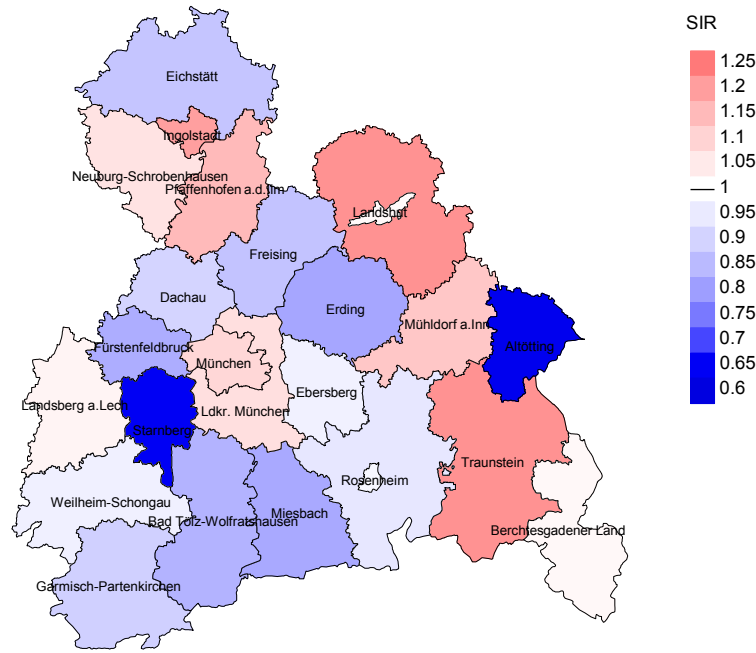 SIR
1.25
1.2
1.15
1.1
1.05
1
0.95
0.9
0.85
0.8
0.75
0.7
0.65
0.6
Eichstätt
Ingolstadt
Neuburg-Schrobenhausen
Pfaffenhofen a.d.Ilm
Landshut
Freising
Dachau
Erding
Mühldorf a.Inn
Altötting
Fürstenfeldbruck
München
Ebersberg
Landsberg a.Lech
Ldkr. München
Starnberg
Traunstein
Rosenheim
Weilheim-Schongau
Miesbach
Bad Tölz-Wolfratshausen
Berchtesgadener Land
Garmisch-Partenkirchen